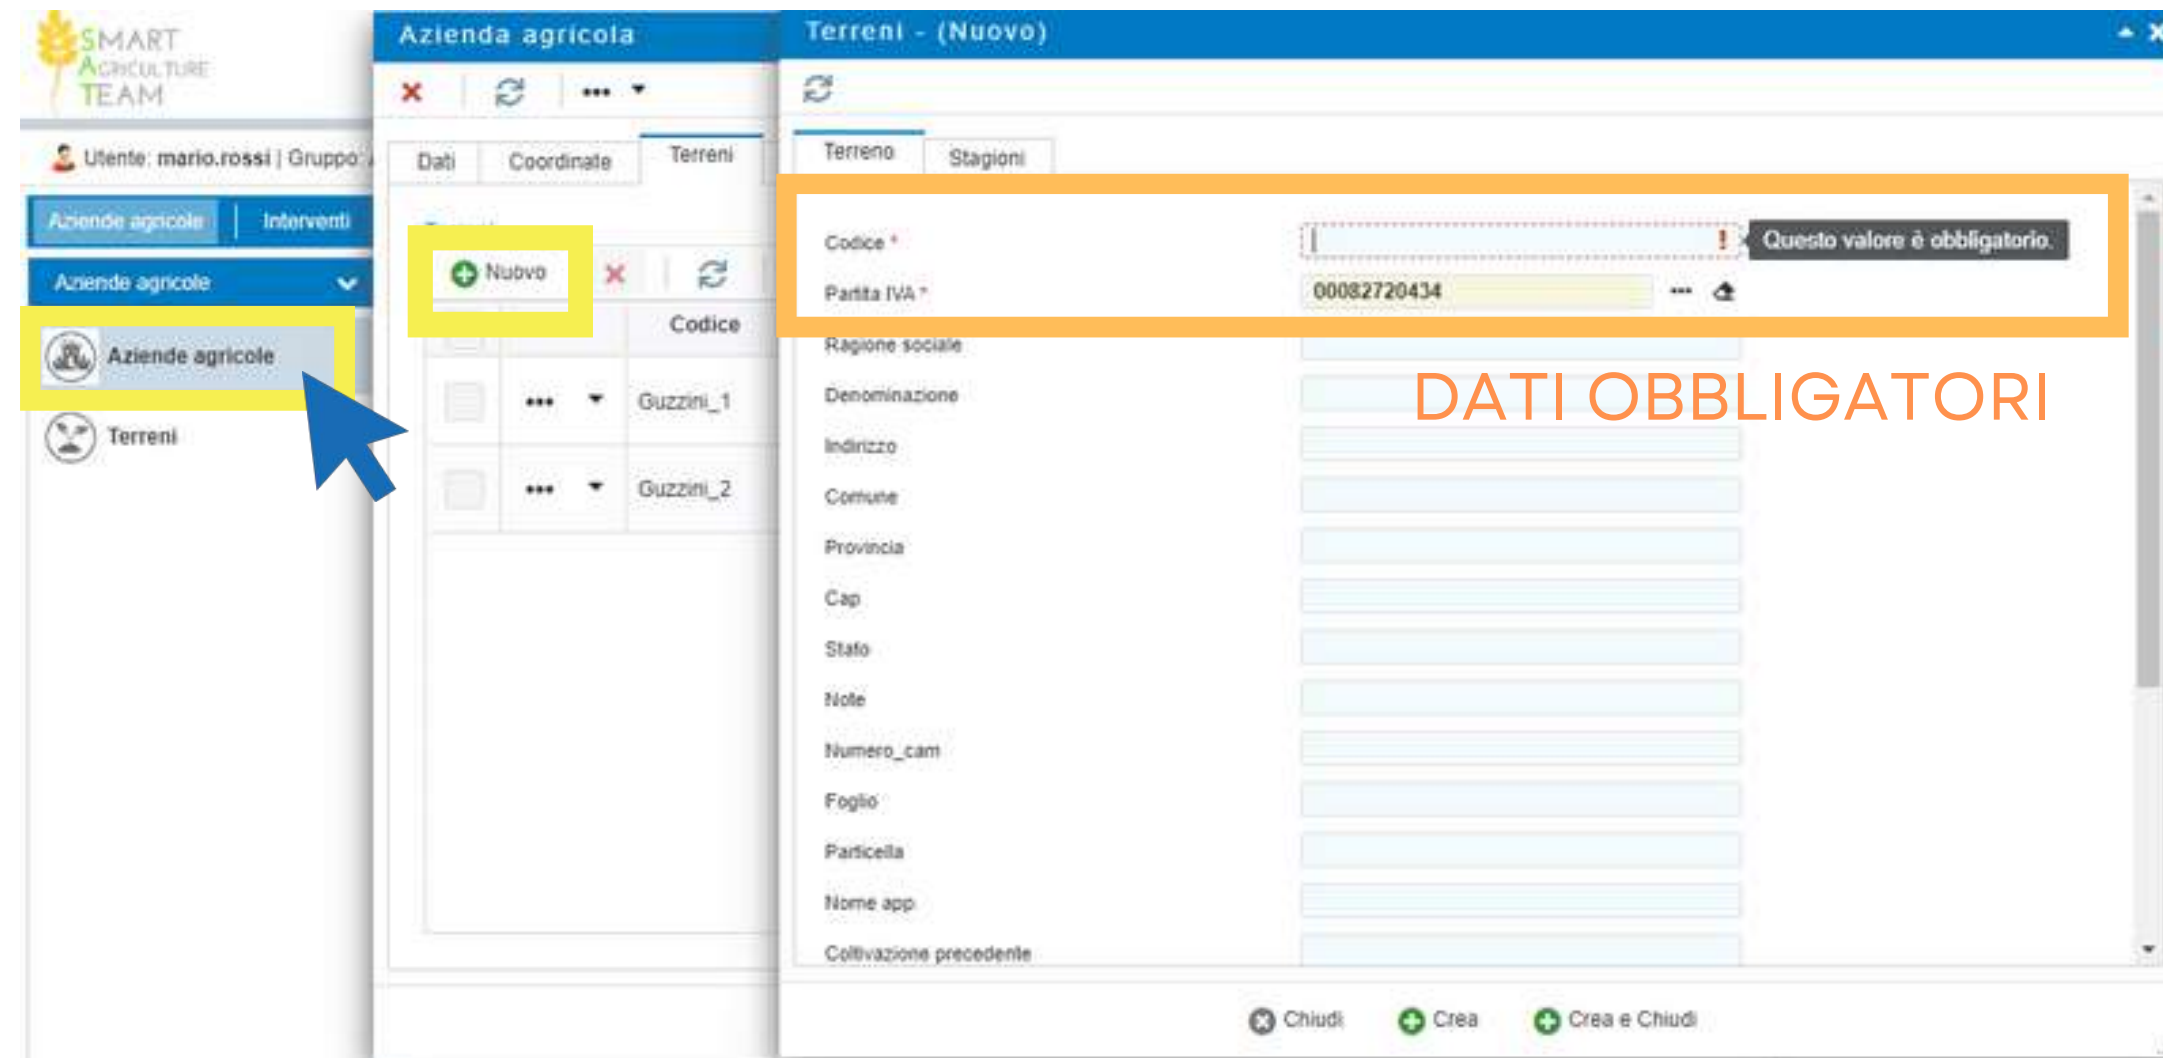 SMART
AGRICULTURE
TEAM
Utente: mario.rossi | Gruppo:
Aziende agricole | Interventi
Aziende agricole
Aziende agricole
Terreni
Azienda agricola
Dati Coordinate Terreni
Nuovo
Codice
Guzzini_1
Guzzini_2
Terreni - (Nuovo)
Terreno Stagioni
Codice *
! Questo valore è obbligatorio.
Partita IVA * 00082720434
Ragione sociale
DATI OBBLIGATORI
Denominazione
Indirizzo
Comune
Provincia
Cap
Stato
Note
Numero_cam
Foglio
Particella
Nome app
Coltivazione precedente
Chiudi Crea Crea e Chiudi